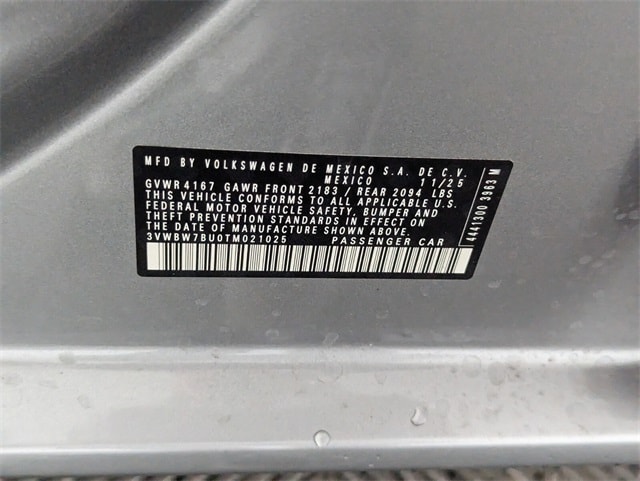 MFD BY VOLKSWAGEN DE MEXICO S.A. DE C.V.
MEXICO 11/25
GVWR 4167 GAWR FRONT 2183 / REAR 2094 LBS
THIS VEHICLE CONFORMS TO ALL APPLICABLE U.S.
FEDERAL MOTOR VEHICLE SAFETY, BUMPER AND
THEFT PREVENTION STANDARDS IN EFFECT ON
THE DATE OF MANUFACTURE SHOWN ABOVE.
3VWBW7BU0TM021025 PASSENGER CAR
4441300 3963 M